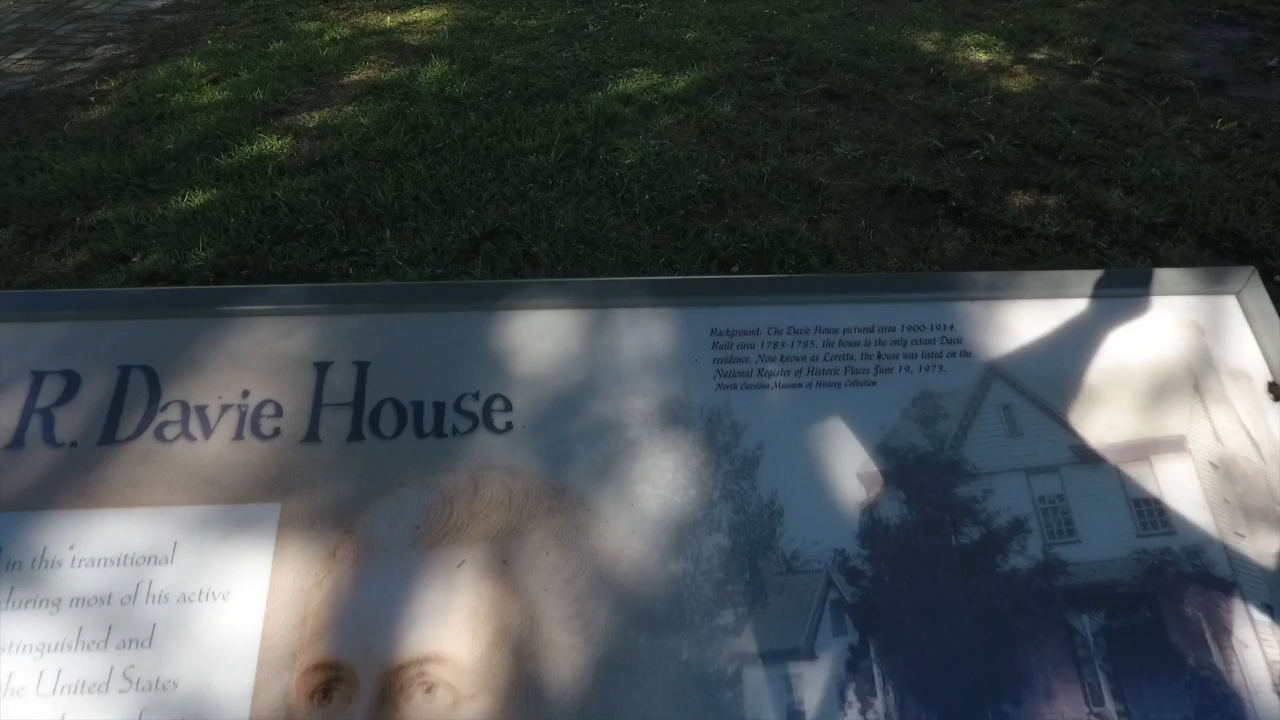 R. Davie House
Background: The Davie House pictured circa 1900-1914.
Built circa 1783-1785, the house is the only extant Davie
residence. Now known as Loretta, the house was listed on the
National Register of Historic Places June 19, 1973.
North Carolina Museum of History Collection
in this transitional
during most of his active
stinguished and
the United States